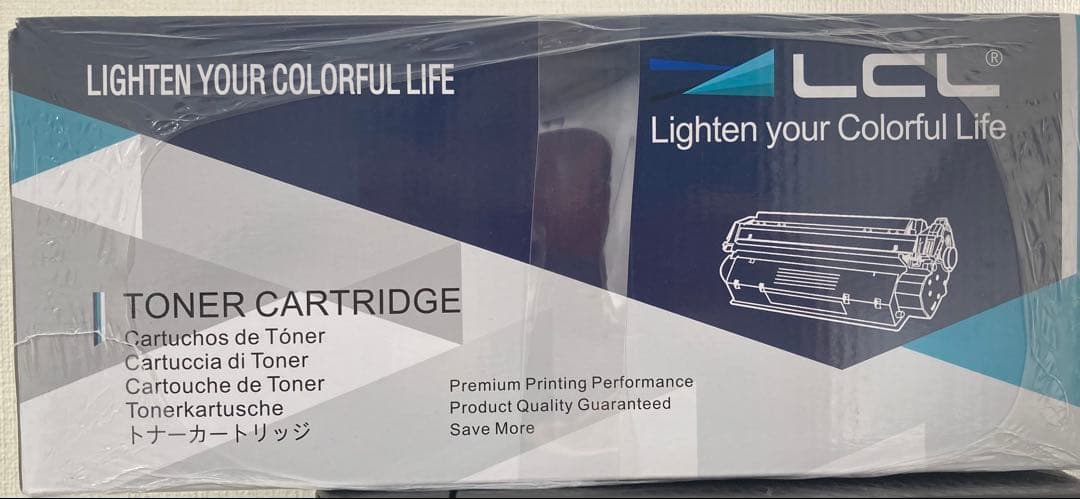 LIGHTEN YOUR COLORFUL LIFE
LCL®
Lighten your Colorful Life
TONER CARTRIDGE
Cartuchos de Tóner
Cartuccia di Toner
Cartouche de Toner
Tonerkartusche
トナーカートリッジ
Premium Printing Performance
Product Quality Guaranteed
Save More